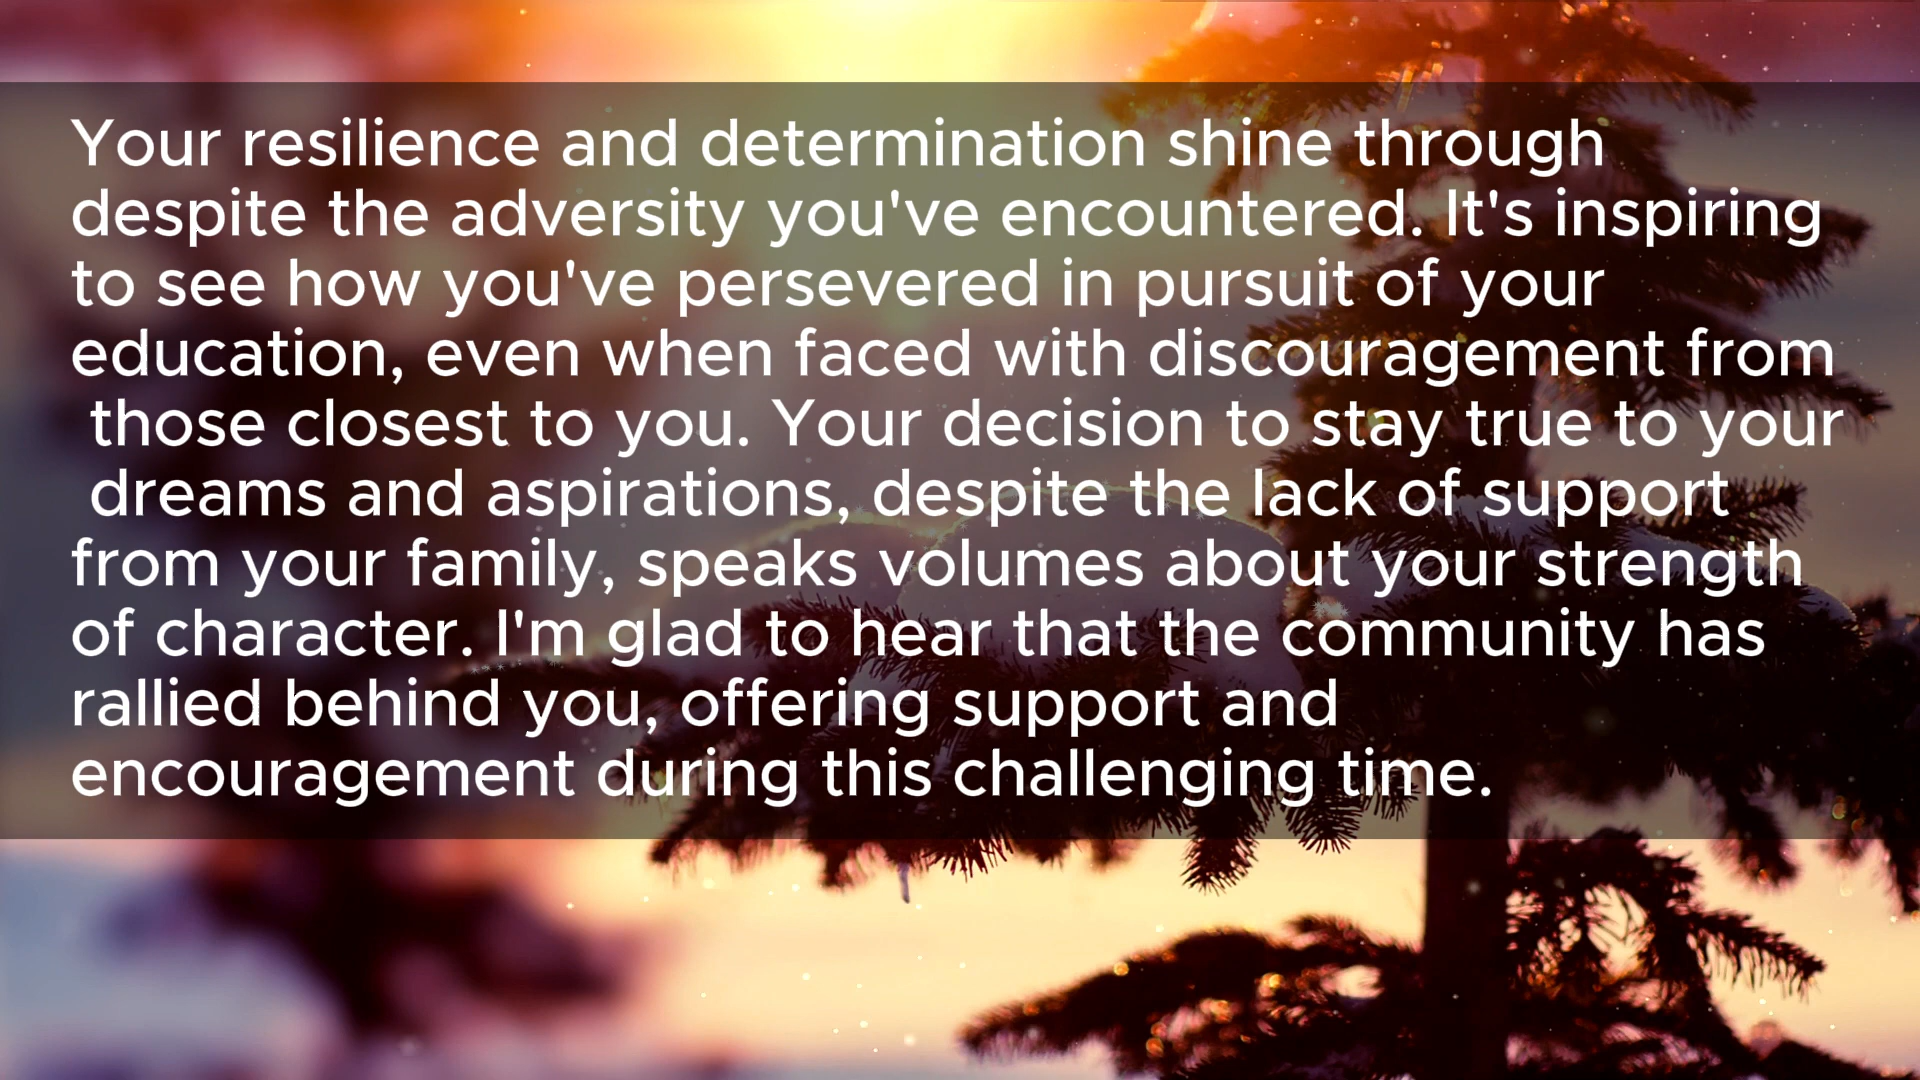 Your resilience and determination shine through
despite the adversity you've encountered. It's inspiring
to see how you've persevered in pursuit of your
education, even when faced with discouragement from
those closest to you. Your decision to stay true to your
dreams and aspirations, despite the lack of support
from your family, speaks volumes about your strength
of character. I'm glad to hear that the community has
rallied behind you, offering support and
encouragement during this challenging time.